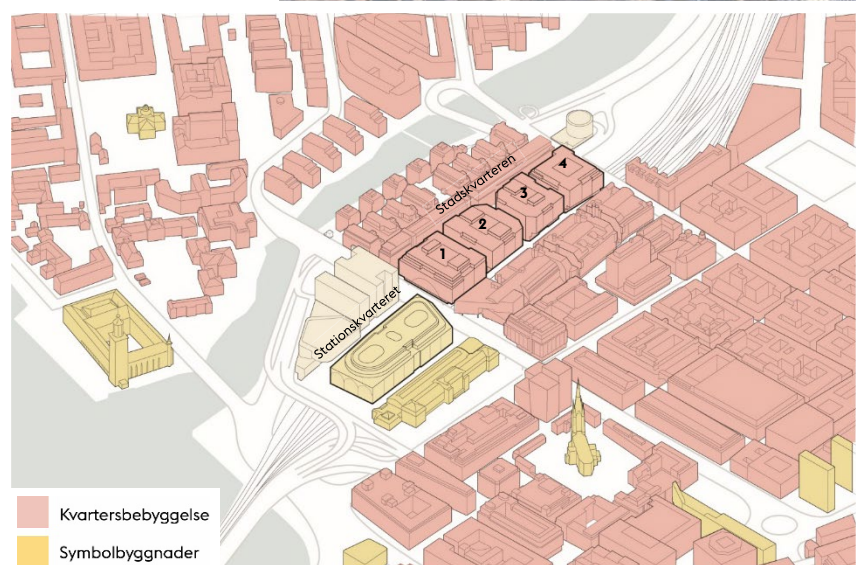 4
Stadskvarteren
3
2
1
Stationskvarteret
Kvartersbebyggelse
Symbolbyggnader